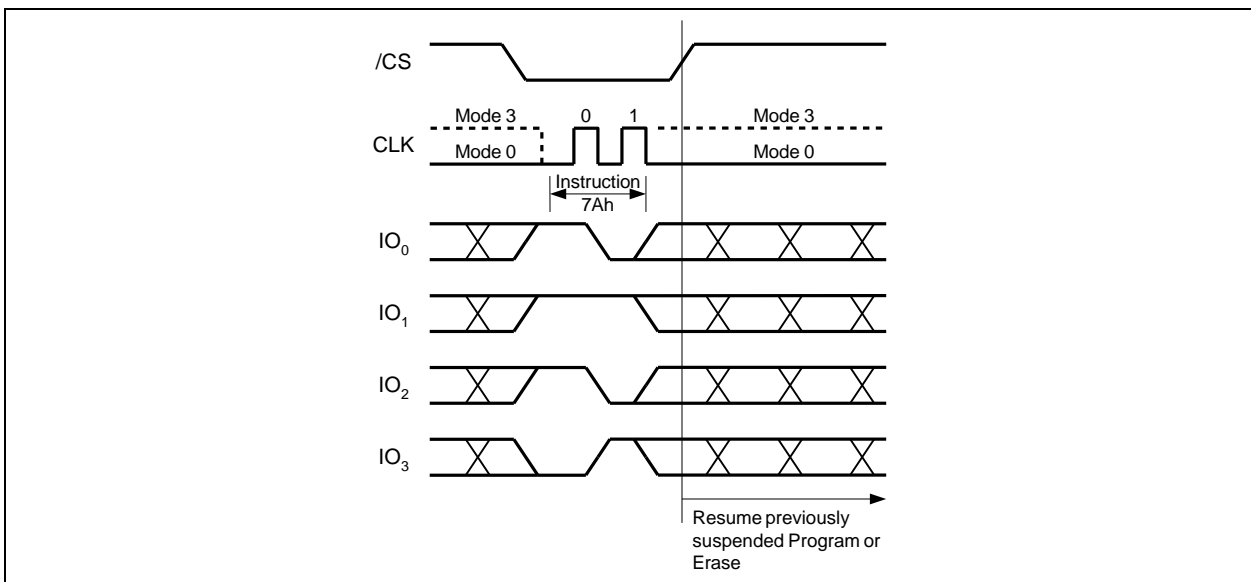 /CS
Mode 3 0 1 Mode 3
CLK
Mode 0 Mode 0
Instruction
7Ah
IO0
IO1
IO2
IO3
Resume previously
suspended Program or
Erase